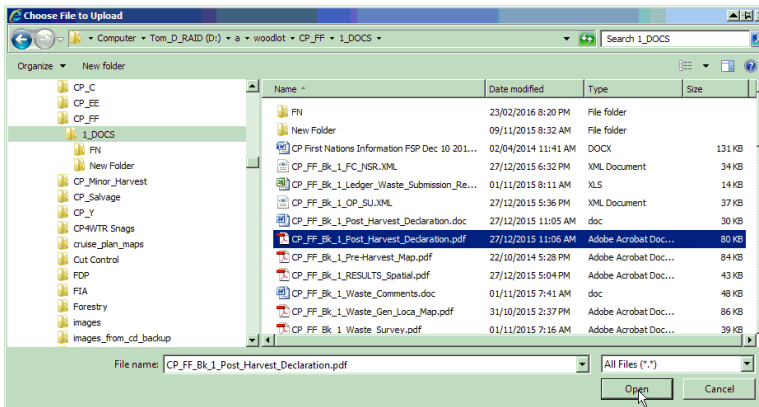 Choose File to Upload
Computer Tom_D_RAID (D:) a woodlot CP_FF 1_DOCS Search 1_DOCS
Organize New folder
Name Date modified Type Size
CP_C
CP_EE
CP_FF
1_DOCS
FN
New Folder
CP_Minor_Harvest
CP_Salvage
CP_Y
CP4WTR Snags
cruise_plan_maps
Cut Control
FDP
FIA
Forestry
images
images_from_cd_backup
FN 23/02/2016 8:20 PM File folder
New Folder 09/11/2015 8:32 AM File folder
CP First Nations Information FSP Dec 10 201... 02/04/2014 11:41 AM DOCX 131 KB
CP_FF_Bk_1_FC_NSR.XML 27/12/2015 6:32 PM XML Document 34 KB
CP_FF_Bk_1_Ledger_Waste_Submission_Re... 01/11/2015 8:11 AM XLS 14 KB
CP_FF_Bk_1_OP_SU.XML 27/12/2015 5:36 PM XML Document 37 KB
CP_FF_Bk_1_Post_Harvest_Declaration.doc 27/12/2015 11:05 AM doc 30 KB
CP_FF_Bk_1_Post_Harvest_Declaration.pdf 27/12/2015 11:06 AM Adobe Acrobat Doc... 80 KB
CP_FF_Bk_1_Pre-Harvest_Map.pdf 22/10/2014 5:28 PM Adobe Acrobat Doc... 84 KB
CP_FF_Bk_1_RESULTS_Spatial.pdf 27/12/2015 5:04 PM Adobe Acrobat Doc... 43 KB
CP_FF_Bk_1_Waste_Comments.doc 01/11/2015 7:41 AM doc 48 KB
CP_FF_Bk_1_Waste_Gen_Loca_Map.pdf 31/10/2015 2:37 PM Adobe Acrobat Doc... 86 KB
CP_FF_Bk_1_Waste_Survey.pdf 01/11/2015 7:16 AM Adobe Acrobat Doc... 39 KB
File name: CP_FF_Bk_1_Post_Harvest_Declaration.pdf All Files (*.*)
Open Cancel